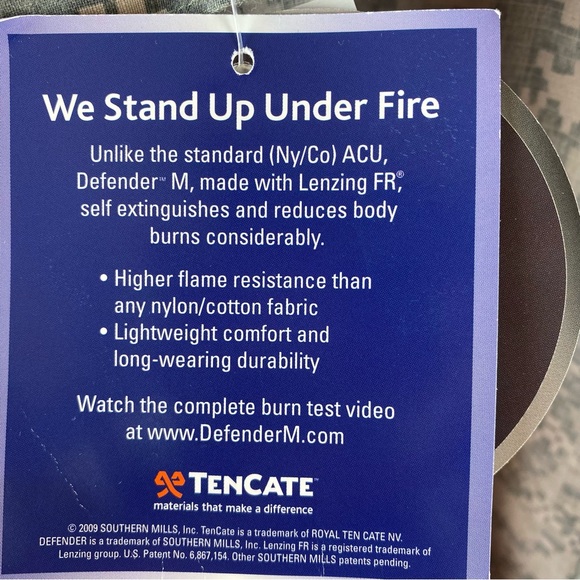 We Stand Up Under Fire
Unlike the standard (Ny/Co) ACU,
Defender™ M, made with Lenzing FR®,
self extinguishes and reduces body
burns considerably.
• Higher flame resistance than
any nylon/cotton fabric
• Lightweight comfort and
long-wearing durability
Watch the complete burn test video
at www.DefenderM.com
TENCATE™
materials that make a difference
© 2009 SOUTHERN MILLS, Inc. TenCate is a trademark of ROYAL TEN CATE NV.
DEFENDER is a trademark of SOUTHERN MILLS, Inc. Lenzing FR is a registered trademark of
Lenzing group. U.S. Patent No. 6,867,154. Other SOUTHERN MILLS patents pending.